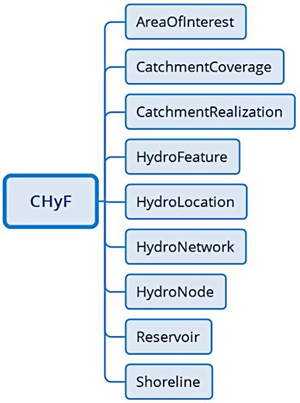 AreaOfInterest
CatchmentCoverage
CatchmentRealization
HydroFeature
CHyF
HydroLocation
HydroNetwork
HydroNode
Reservoir
Shoreline